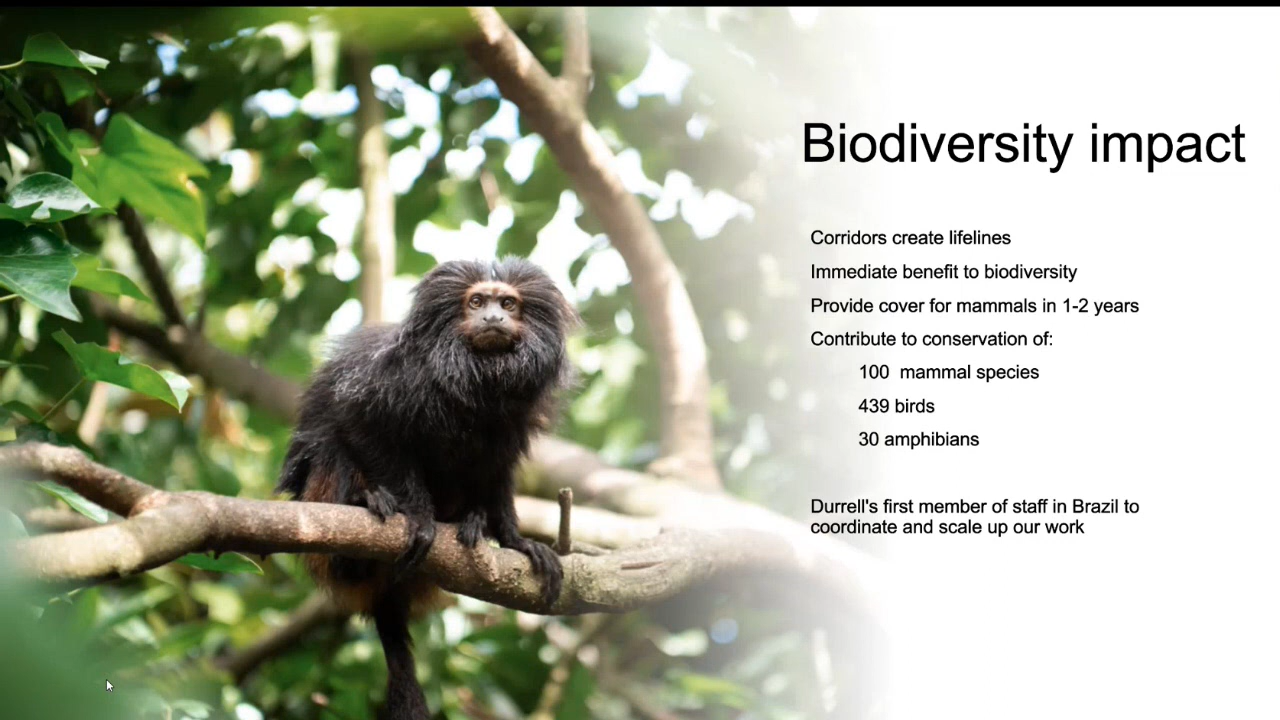 Biodiversity impact
Corridors create lifelines
Immediate benefit to biodiversity
Provide cover for mammals in 1-2 years
Contribute to conservation of:
100  mammal species
439 birds
30 amphibians
Durrell's first member of staff in Brazil to
coordinate and scale up our work